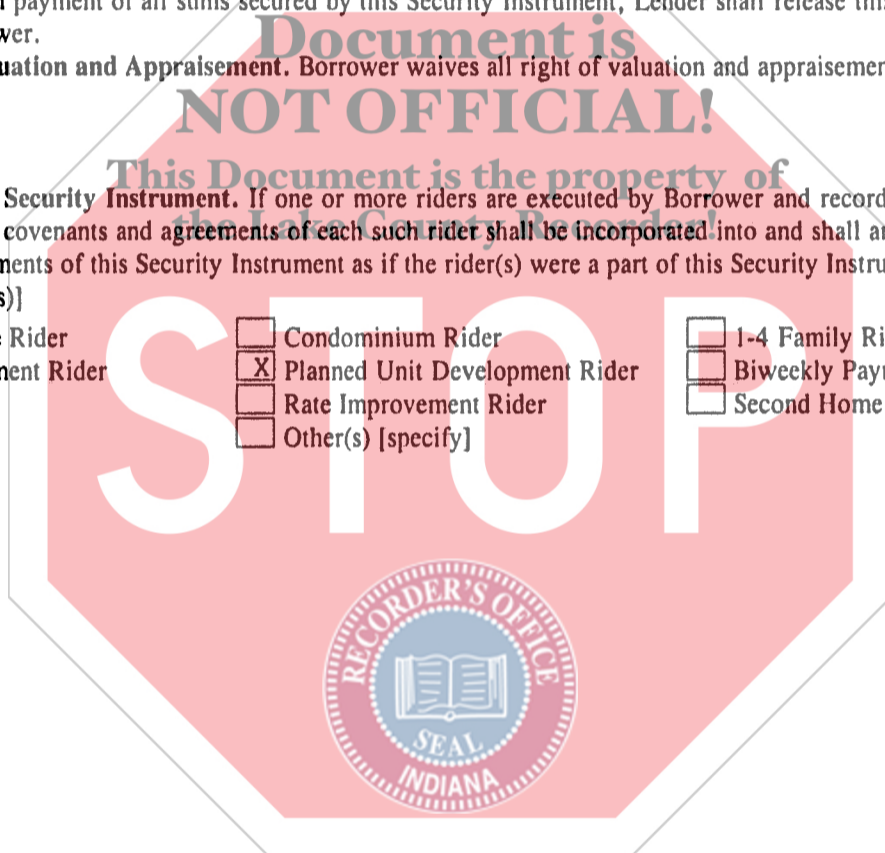 payment of all sums secured by this Security Instrument, Lender shall release
wer.
Document is
uation and Appraisement. Borrower waives all right of valuation and appraisemen
NOT OFFICIAL!
This Document is the property of
Security Instrument. If one or more riders are executed by Borrower and record
the Lake County Recorder!
covenants and agreements of each such rider shall be incorporated into and shall a
nents of this Security Instrument as if the rider(s) were a part of this Security Instru
s)]
Rider
Condominium Rider
1-4 Family Ri
nent Rider
X Planned Unit Development Rider
Biweekly Payn
Rate Improvement Rider
Second Home
Other(s) [specify]
STOP
RECORDER'S OFFICE
SEAL
INDIANA